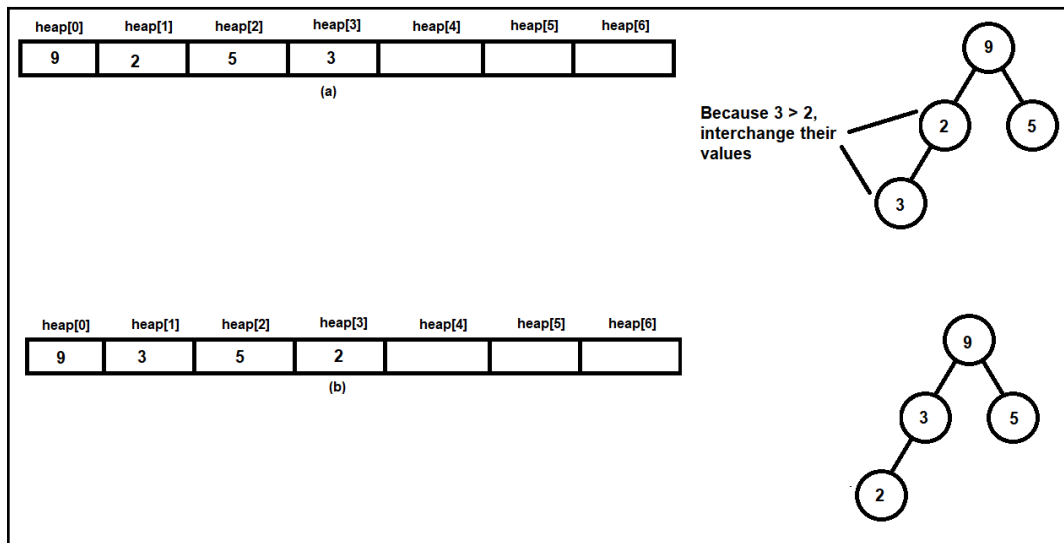 heap[0] heap[1] heap[2] heap[3] heap[4] heap[5] heap[6]
9 2 5 3
(a)
9
Because 3 > 2,
interchange their
values
2 5
3
heap[0] heap[1] heap[2] heap[3] heap[4] heap[5] heap[6]
9 3 5 2
(b)
9
3 5
2